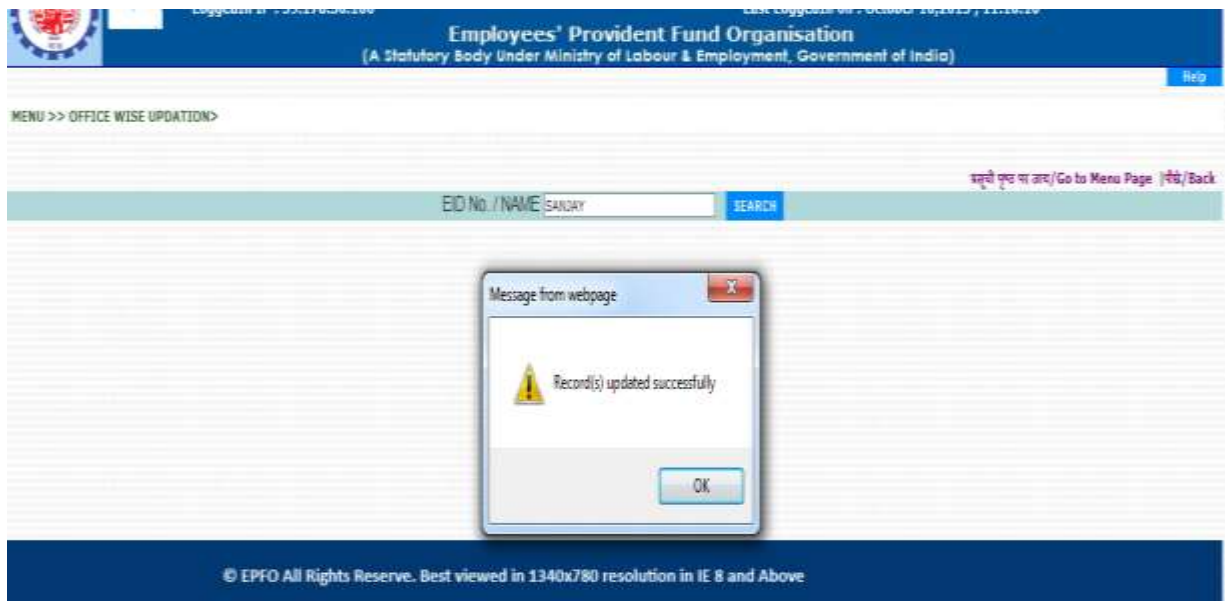 Employees' Provident Fund Organisation
(A Statutory Body Under Ministry of Labour & Employment, Government of India)
Help
MENU >> OFFICE WISE UPDATION>
पर जाय/Go to Menu Page |पीछे/Back
EID No. / NAME SANJAY SEARCH
Message from webpage
X
Record(s) updated successfully
OK
© EPFO All Rights Reserve. Best viewed in 1340x780 resolution in IE 8 and Above